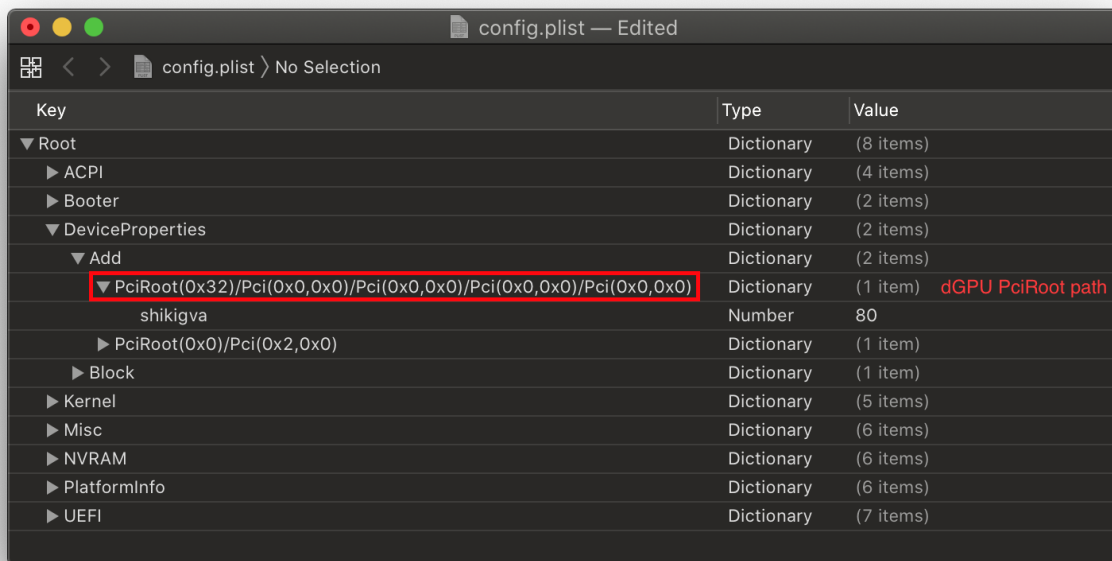 config.plist — Edited
config.plist 〉No Selection
Key Type Value
Root Dictionary (8 items)
ACPI Dictionary (4 items)
Booter Dictionary (2 items)
DeviceProperties Dictionary (2 items)
Add Dictionary (2 items)
PciRoot(0x32)/Pci(0x0,0x0)/Pci(0x0,0x0)/Pci(0x0,0x0)/Pci(0x0,0x0) Dictionary (1 item) dGPU PciRoot path
shikigva Number 80
PciRoot(0x0)/Pci(0x2,0x0) Dictionary (1 item)
Block Dictionary (1 item)
Kernel Dictionary (5 items)
Misc Dictionary (6 items)
NVRAM Dictionary (6 items)
PlatformInfo Dictionary (6 items)
UEFI Dictionary (7 items)